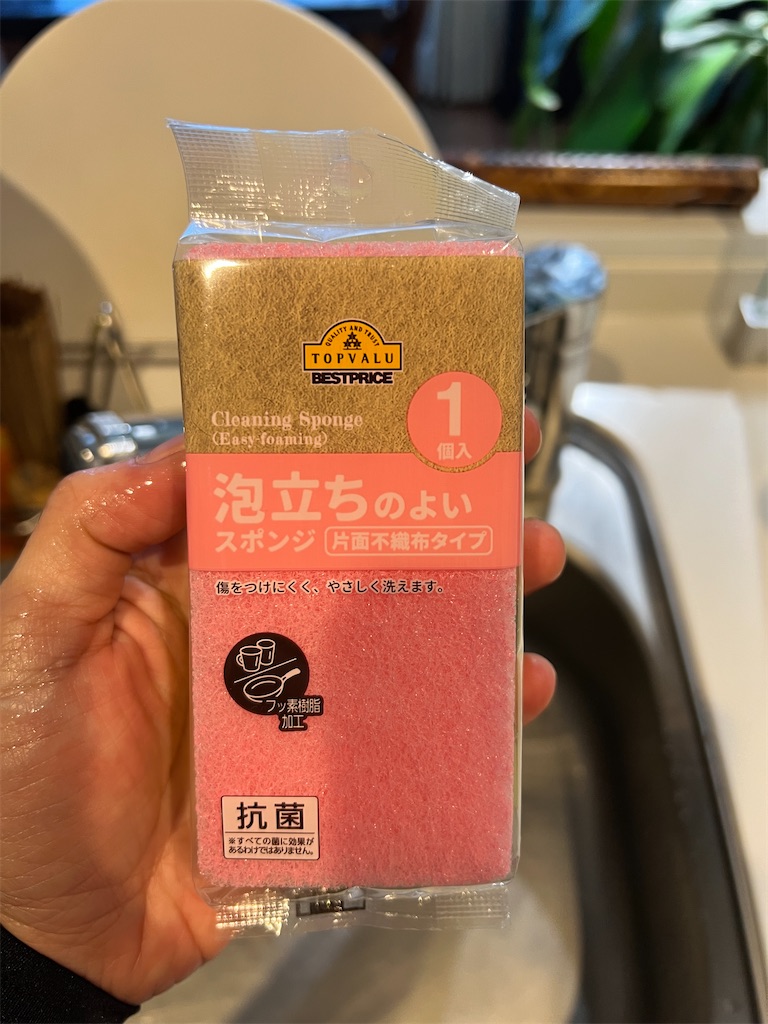 QUALITY AND TRUST
TOPVALU
BESTPRICE
Cleaning Sponge
(Easy-foaming)
1
個入
泡立ちのよい
スポンジ 片面不織布タイプ
傷をつけにくく、やさしく洗えます。
フッ素樹脂
加工
抗菌
※すべての菌に効果が
あるわけではありません。